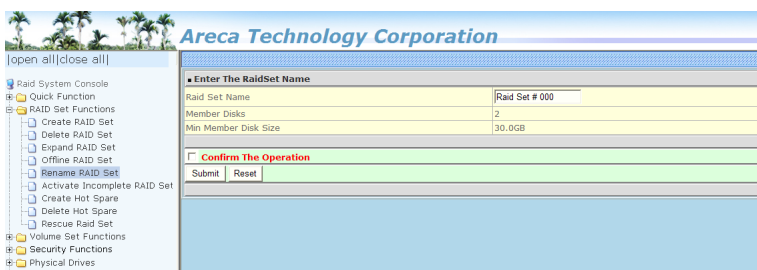 Areca Technology Corporation
|open all|close all|
Raid System Console
Quick Function
RAID Set Functions
Create RAID Set
Delete RAID Set
Expand RAID Set
Offline RAID Set
Rename RAID Set
Activate Incomplete RAID Set
Create Hot Spare
Delete Hot Spare
Rescue Raid Set
Volume Set Functions
Security Functions
Physical Drives
Enter The RaidSet Name
Raid Set Name Raid Set # 000
Member Disks 2
Min Member Disk Size 30.0GB
Confirm The Operation
Submit Reset